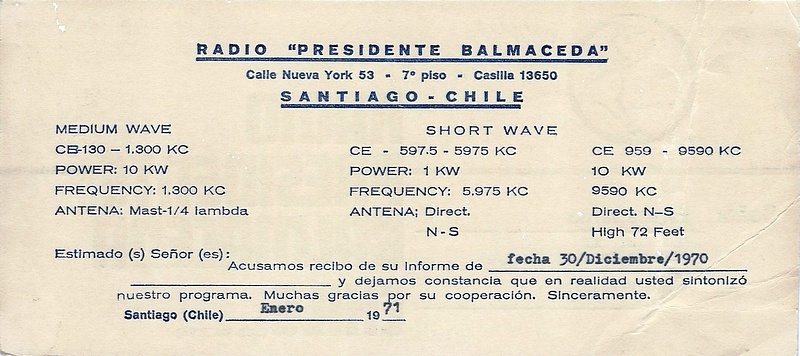 RADIO "PRESIDENTE BALMACEDA"
Calle Nueva York 53 - 7º piso - Casilla 13650
SANTIAGO - CHILE
MEDIUM WAVE SHORT WAVE
CB-130 — 1.300 KC CE - 597.5 - 5975 KC CE 959 - 9590 KC
POWER: 10 KW POWER: 1 KW 10 KW
FREQUENCY: 1.300 KC FREQUENCY: 5.975 KC 9590 KC
ANTENA: Mast-1/4 lambda ANTENA; Direct. Direct. N-S
N-S High 72 Feet
Estimado (s) Señor (es):
Acusamos recibo de su Informe de fecha 30/Diciembre/1970
y dejamos constancia que en realidad usted sintonizó
nuestro programa. Muchas gracias por su cooperación. Sinceramente.
Santiago (Chile) Enero 19 71